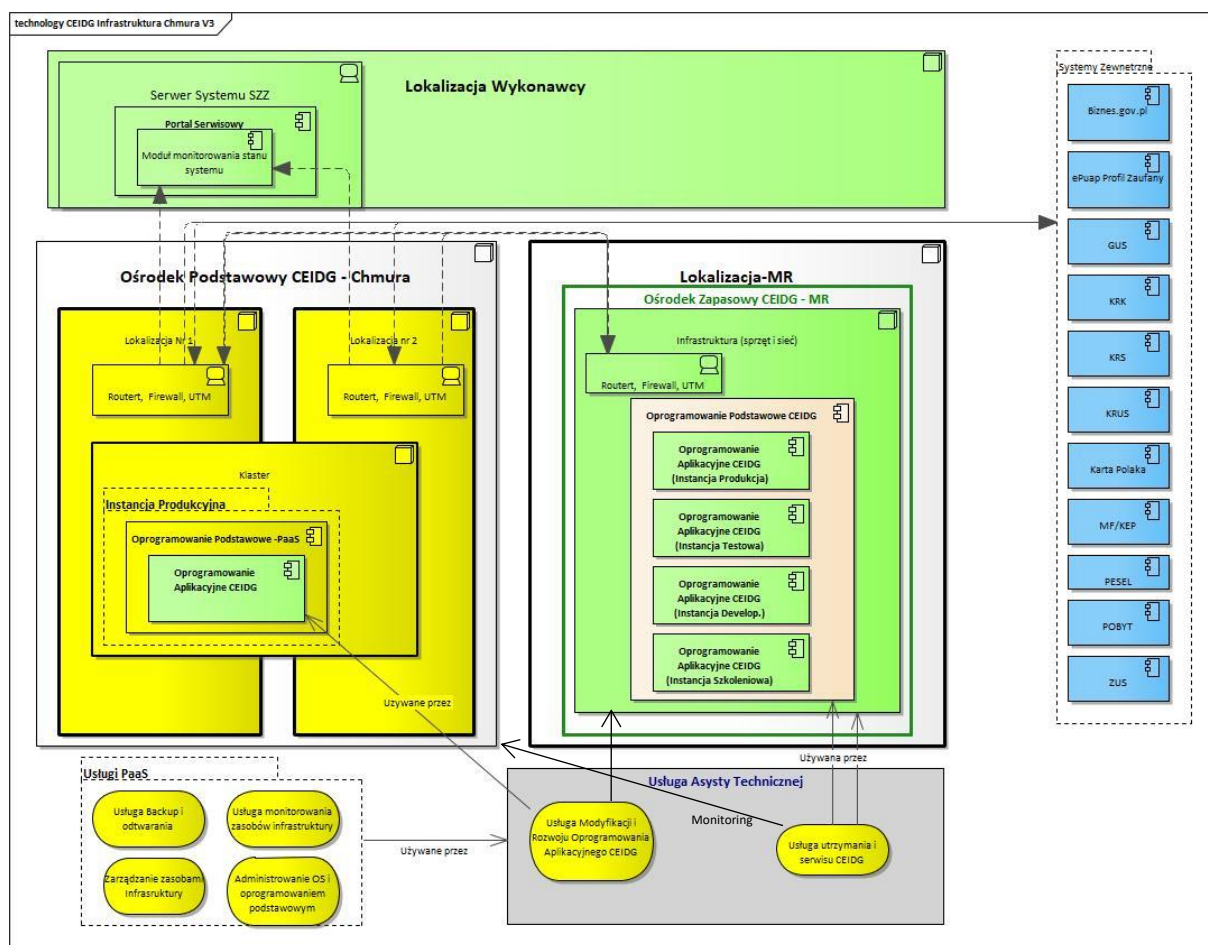 technology CEIDG Infrastruktura Chmura V3
Lokalizacja Wykonawcy
Serwer Systemu SZZ
Portal Serwisowy
Moduł monitorowania stanu
systemu
Systemy Zewnetrzne
Biznes.gov.pl
ePuap Profil Zaufany
GUS
KRK
KRS
KRUS
Karta Polaka
MF/KEP
PESEL
POBYT
ZUS
Ośrodek Podstawowy CEIDG - Chmura
Lokalizacja Nr 1
Routert, Firewall, UTM
Lokalizacja nr 2
Routert, Firewall, UTM
Klaster
Instancja Produkcyjna
Oprogramowanie Podstawowe -PaaS
Oprogramowanie
Aplikacyjne CEIDG
Używane przez
Lokalizacja-MR
Ośrodek Zapasowy CEIDG - MR
Infrastruktura (sprzęt i sieć)
Routert, Firewall, UTM
Oprogramowanie Podstawowe CEIDG
Oprogramowanie
Aplikacyjne CEIDG
(Instancja Produkcja)
Oprogramowanie
Aplikacyjne CEIDG
(Instancja Testowa)
Oprogramowanie
Aplikacyjne CEIDG
(Instancja Develop.)
Oprogramowanie
Aplikacyjne CEIDG
(Instancja Szkoleniowa)
Używana przez
Usługi PaaS
Usługa Backup i
odtwarania
Usługa monitorowania
zasobów infrastruktury
Zarządzanie zasobami
Infrasruktury
Administrowanie OS i
oprogramowaniem
podstawowym
Używane przez
Usługa Asysty Technicznej
Usługa Modyfikacji i
Rozwoju Oprogramowania
Aplikacyjnego CEIDG
Monitoring
Usługa utrzymania i
serwisu CEIDG